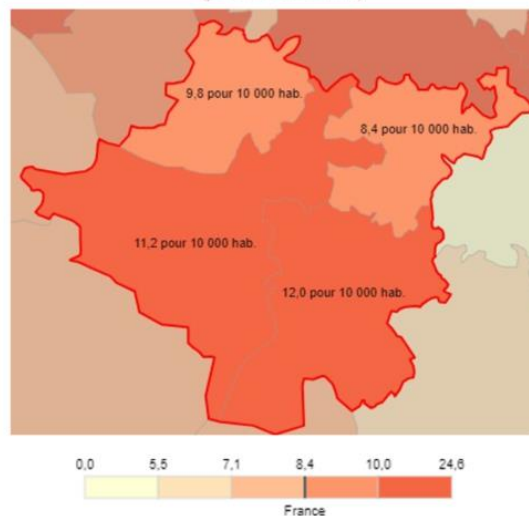 9,8 pour 10 000 hab.
8,4 pour 10 000 hab.
11,2 pour 10 000 hab.
12,0 pour 10 000 hab.
0,0 5,5 7,1 8,4 10,0 24,6
France